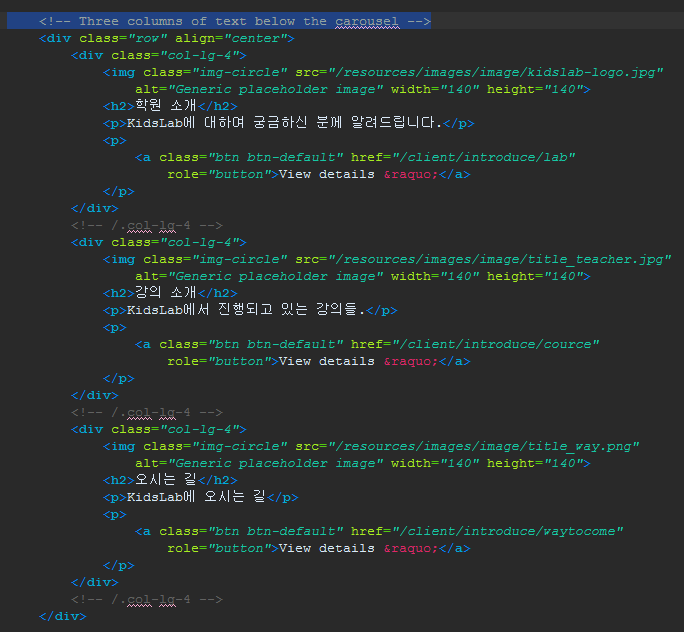 <!-- Three columns of text below the carousel -->
<div class="row" align="center">
<div class="col-lg-4">
<img class="img-circle" src="/resources/images/image/kidslab-logo.jpg"
alt="Generic placeholder image" width="140" height="140">
<h2>학원 소개</h2>
<p>KidsLab에 대하여 궁금하신 분께 알려드립니다.</p>
<p>
<a class="btn btn-default" href="/client/introduce/lab"
role="button">View details &raquo;</a>
</p>
</div>
<!-- /.col-lg-4 -->
<div class="col-lg-4">
<img class="img-circle" src="/resources/images/image/title_teacher.jpg"
alt="Generic placeholder image" width="140" height="140">
<h2>강의 소개</h2>
<p>KidsLab에서 진행되고 있는 강의들.</p>
<p>
<a class="btn btn-default" href="/client/introduce/cource"
role="button">View details &raquo;</a>
</p>
</div>
<!-- /.col-lg-4 -->
<div class="col-lg-4">
<img class="img-circle" src="/resources/images/image/title_way.png"
alt="Generic placeholder image" width="140" height="140">
<h2>오시는 길</h2>
<p>KidsLab에 오시는 길</p>
<p>
<a class="btn btn-default" href="/client/introduce/waytocome"
role="button">View details &raquo;</a>
</p>
</div>
<!-- /.col-lg-4 -->
</div>